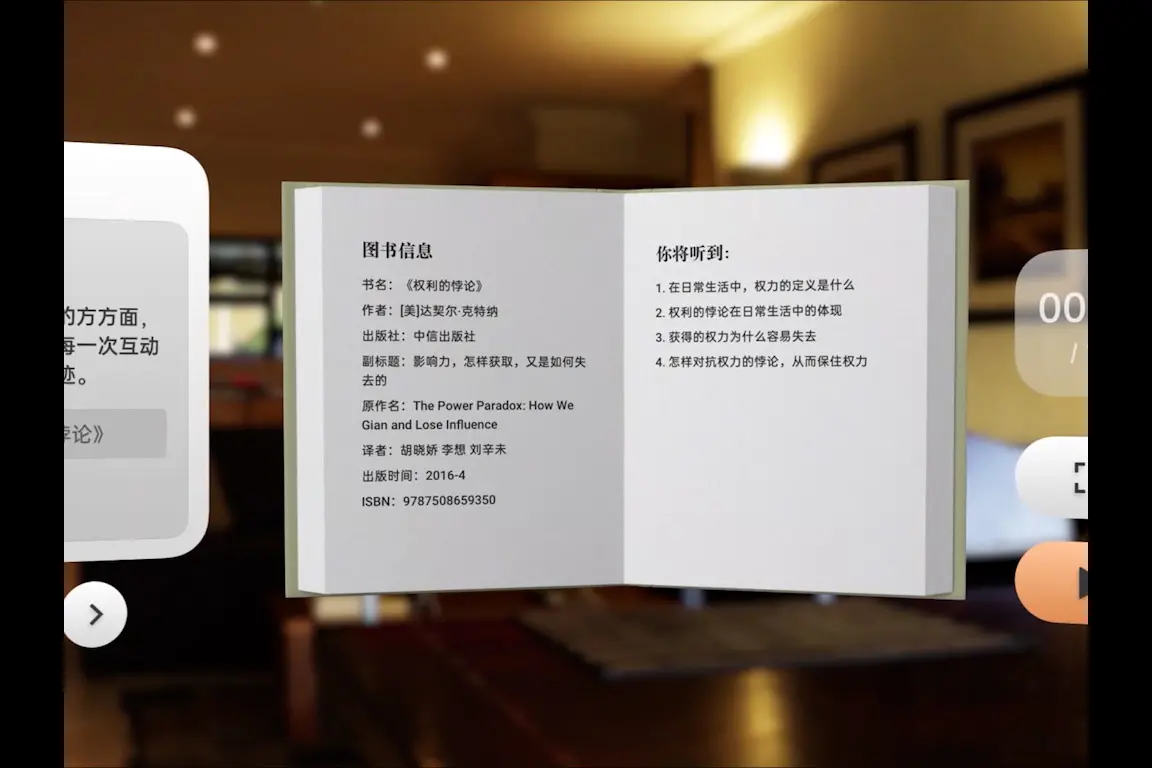 的方方面，
每一次互动
迹。
悖论》
图书信息
书名：《权利的悖论》
作者：[美]达契尔·克特纳
出版社：中信出版社
副标题：影响力，怎样获取，又是如何失
去的
原作名：The Power Paradox: How We
Gian and Lose Influence
译者：胡晓娇 李想 刘辛未
出版时间：2016-4
ISBN：9787508659350
你将听到:
1. 在日常生活中，权力的定义是什么
2. 权利的悖论在日常生活中的体现
3. 获得的权力为什么容易失去
4. 怎样对抗权力的悖论，从而保住权力
00
/